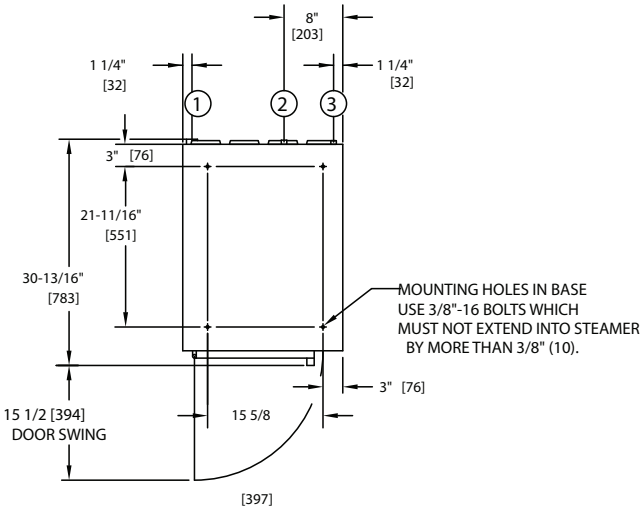 8"
[203]
1 1/4"
[32]
1 1/4"
[32]
1
2
3
3" [76]
21-11/16"
[551]
30-13/16"
[783]
MOUNTING HOLES IN BASE
USE 3/8"-16 BOLTS WHICH
MUST NOT EXTEND INTO STEAMER
BY MORE THAN 3/8" (10).
3" [76]
15 1/2 [394]
DOOR SWING
15 5/8
[397]